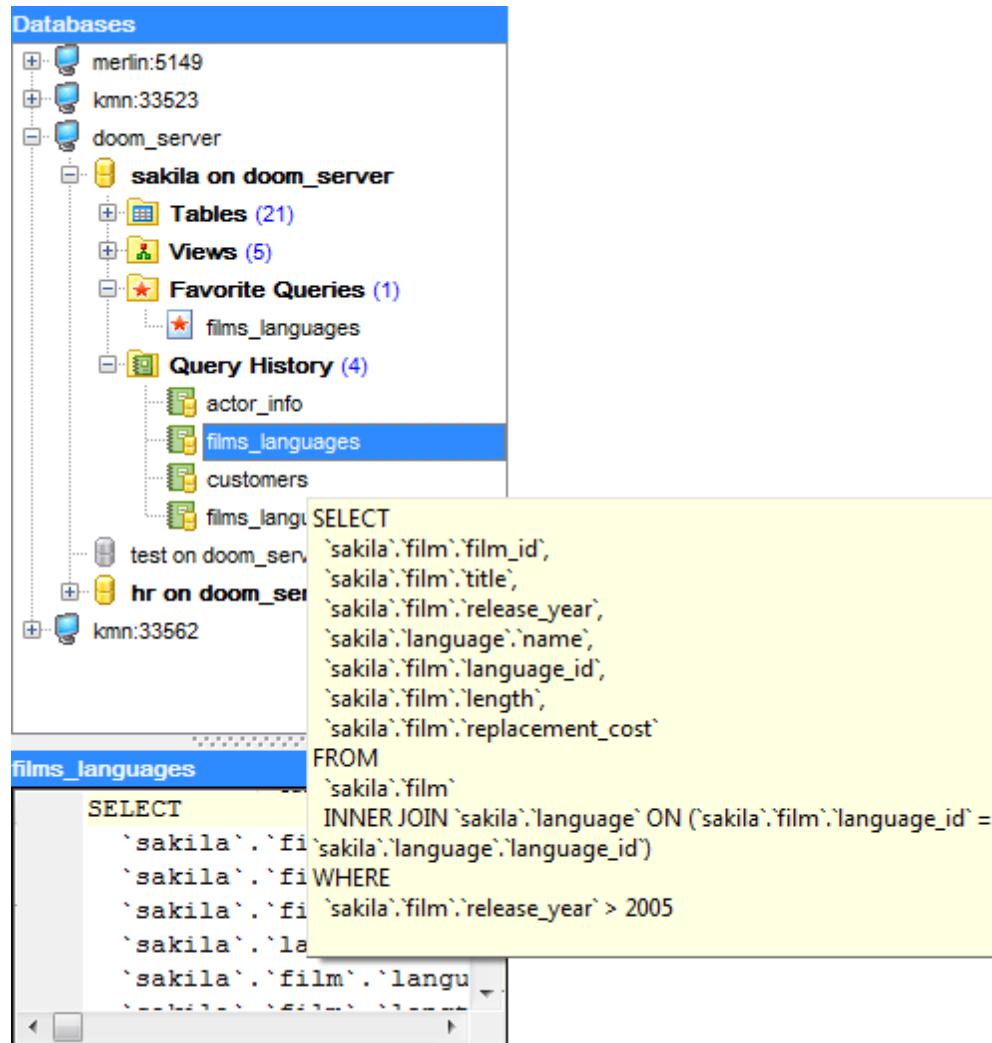 Databases
merlin:5149
kmn:33523
doom_server
sakila on doom_server
Tables (21)
Views (5)
Favorite Queries (1)
films_languages
Query History (4)
actor_info
films_languages
customers
films_langu
test on doom_serv
hr on doom_ser
kmn:33562
SELECT
`sakila`.`film`.`film_id`,
`sakila`.`film`.`title`,
`sakila`.`film`.`release_year`,
`sakila`.`language`.`name`,
`sakila`.`film`.`language_id`,
`sakila`.`film`.`length`,
`sakila`.`film`.`replacement_cost`
FROM
`sakila`.`film`
INNER JOIN `sakila`.`language` ON (`sakila`.`film`.`language_id` =
`sakila`.`language`.`language_id`)
WHERE
`sakila`.`film`.`release_year` > 2005
films_languages
SELECT
`sakila`.`fi
`sakila`.`fi
`sakila`.`fi
`sakila`.`la
`sakila`.`film`.`langu